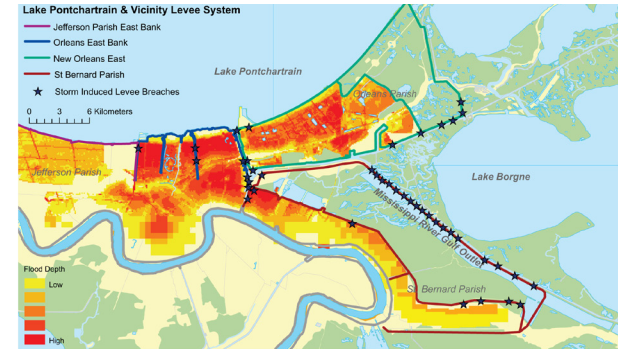 Lake Pontchartrain & Vicinity Levee System
Jefferson Parish East Bank
Orleans East Bank
New Orleans East
St Bernard Parish
Storm Induced Levee Breaches
0 3 6 Kilometers
Lake Pontchartrain
Orleans Parish
Jefferson Parish
Lake Borgne
Mississippi River Gulf Outlet
St Bernard Parish
Flood Depth
Low
High